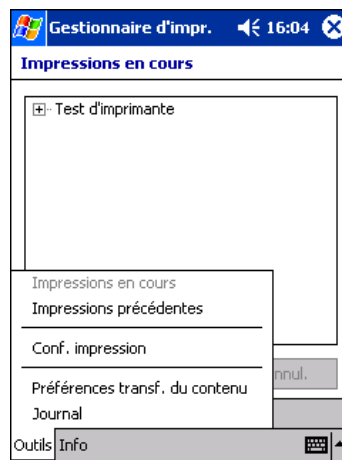 Gestionnaire d'impr. 16:04
Impressions en cours
Test d'imprimante
Impressions en cours
Impressions précédentes
Conf. impression
nnul.
Préférences transf. du contenu
Journal
Outils Info